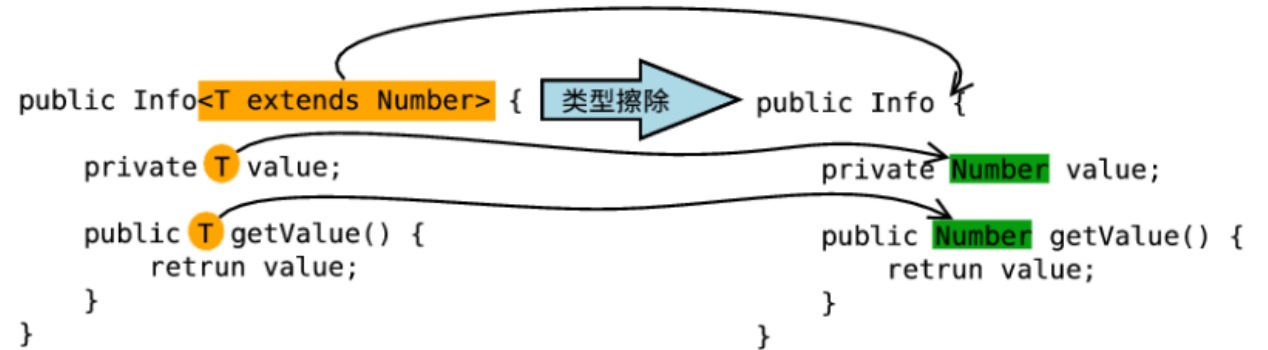 public Info<T extends Number> {
    private T value;
    public T getValue() {
        retrun value;
    }
}
类型擦除
public Info {
    private Number value;
    public Number getValue() {
        retrun value;
    }
}